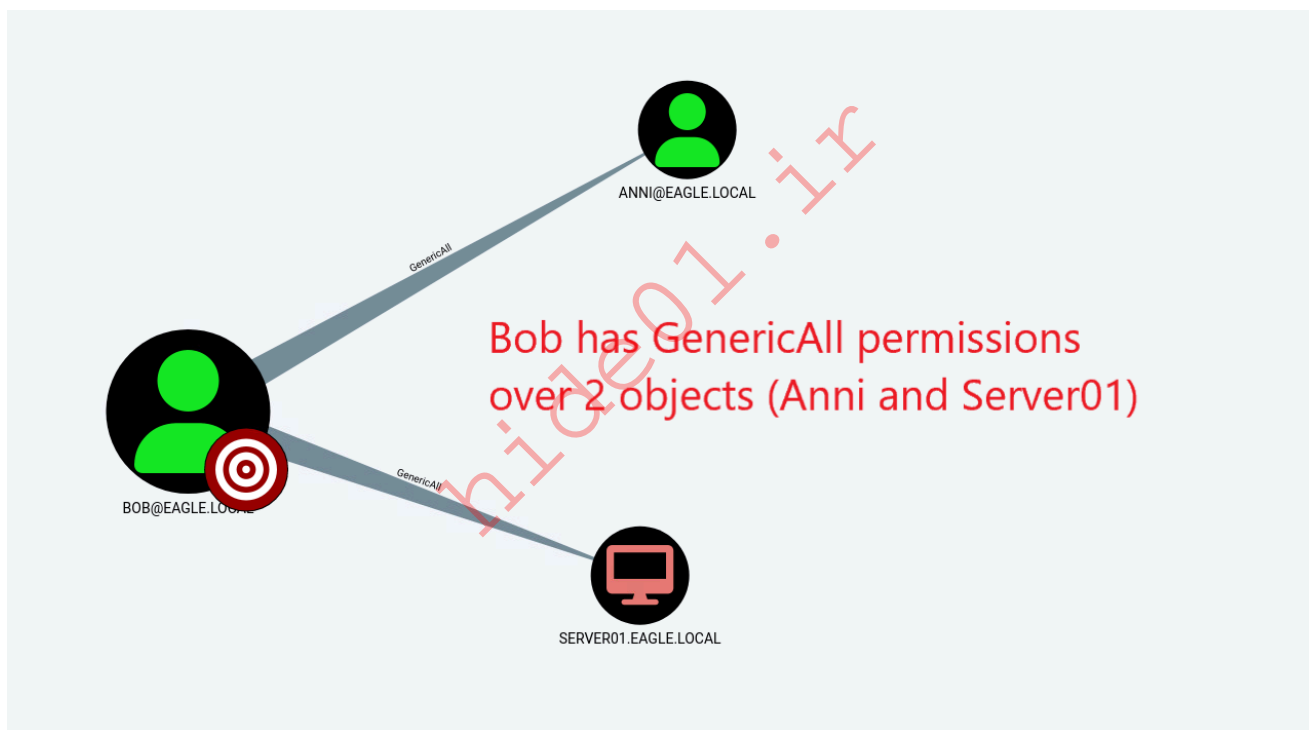 ANNI@EAGLE.LOCAL
GenericAll
Bob has GenericAll permissions
over 2 objects (Anni and Server01)
GenericAll
BOB@EAGLE.LOCAL
SERVER01.EAGLE.LOCAL
hide01.ir